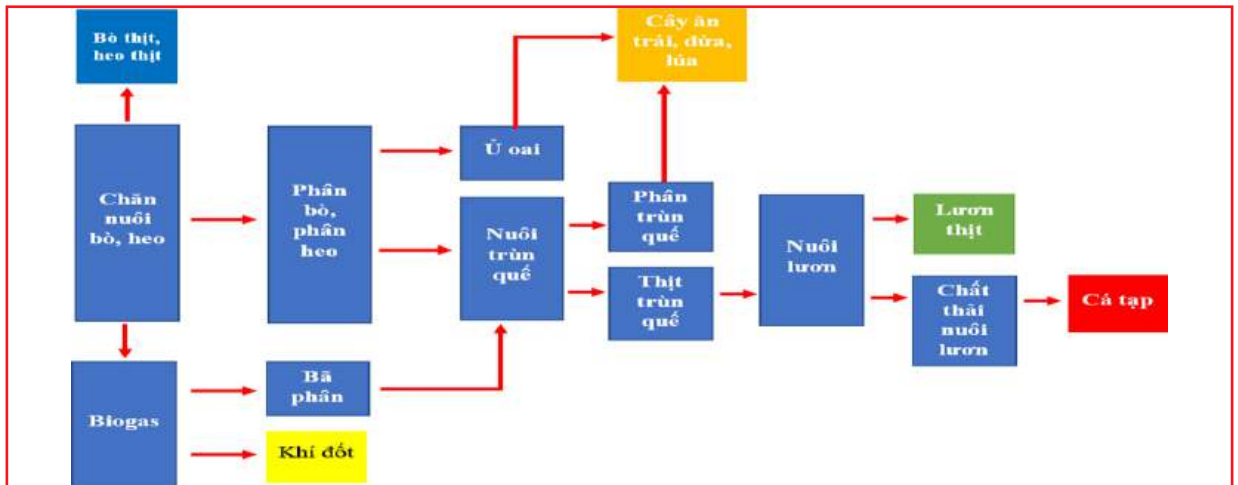 Bò thịt,
heo thịt
Cây ăn
trái, dừa,
lúa
Chăn
nuôi
bò, heo
Phân
bò,
phân
heo
Ủ oai
Nuôi
trùn
quế
Phân
trùn
quế
Thịt
trùn
quế
Nuôi
lươn
Lươn
thịt
Chất
thải
nuôi
lươn
Cá tạp
Biogas
Bã
phân
Khí đốt